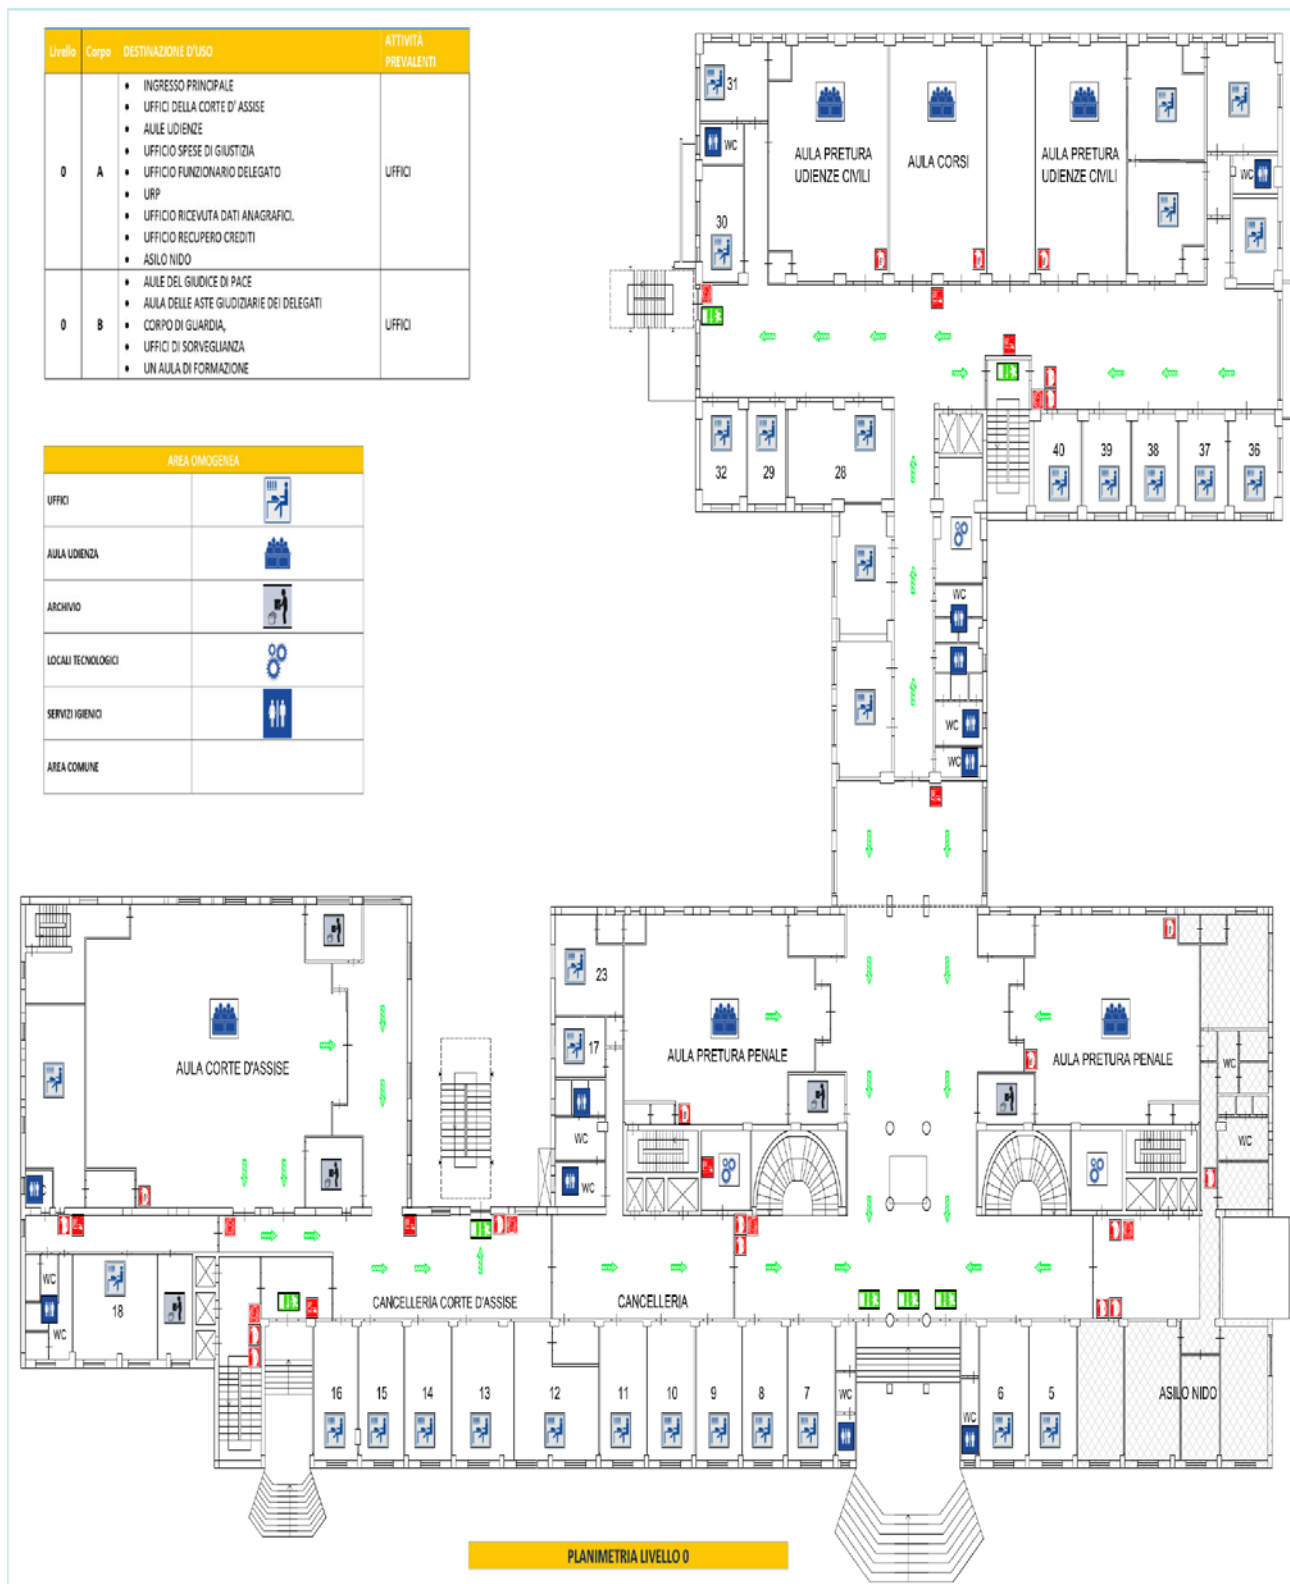 Livello Corpo DESTINAZIONE D'USO ATTIVITÀ PREVALENTI
0 A
• INGRESSO PRINCIPALE
• UFFICI DELLA CORTE D' ASSISE
• AULE UDIENZE
• UFFICIO SPESE DI GIUSTIZIA
• UFFICIO FUNZIONARIO DELEGATO
• URP
• UFFICIO RICEVUTA DATI ANAGRAFICI.
• UFFICIO RECUPERO CREDITI
• ASILO NIDO
UFFICI
0 B
• AULE DEL GIUDICE DI PACE
• AULA DELLE ASTE GIUDIZIARIE DEI DELEGATI
• CORPO DI GUARDIA,
• UFFICI DI SORVEGLIANZA
• UN AULA DI FORMAZIONE
UFFICI
AREA OMOGENEA
UFFICI
AULA UDIENZA
ARCHIVIO
LOCALI TECNOLOGICI
SERVIZI IGIENICI
AREA COMUNE
31
WC
30
AULA PRETURA
UDIENZE CIVILI
AULA CORSI
AULA PRETURA
UDIENZE CIVILI
WC
32
29
28
40
39
38
37
36
WC
WC
WC
23
17
WC
WC
AULA CORTE D'ASSISE
AULA PRETURA PENALE
AULA PRETURA PENALE
WC
WC
WC
18
WC
CANCELLERIA CORTE D'ASSISE
CANCELLERIA
16
15
14
13
12
11
10
9
8
7
WC
WC
6
5
ASILO NIDO
PLANIMETRIA LIVELLO 0